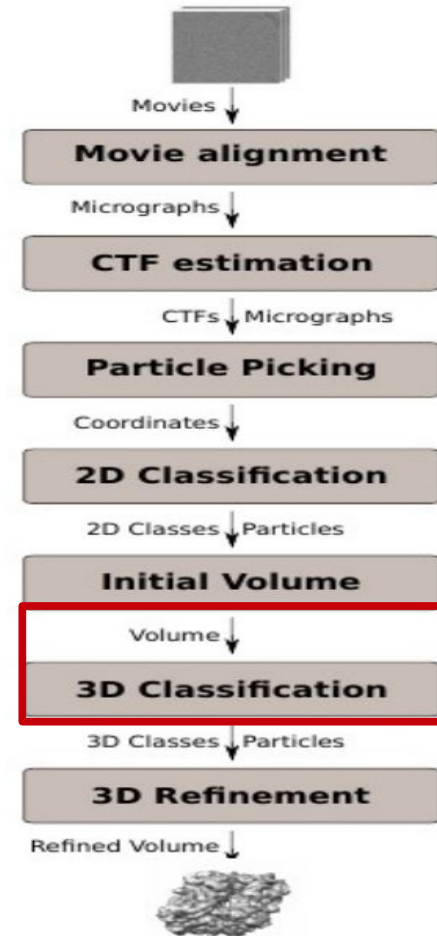 Movies
Movie alignment
Micrographs
CTF estimation
CTFs Micrographs
Particle Picking
Coordinates
2D Classification
2D Classes Particles
Initial Volume
Volume
3D Classification
3D Classes Particles
3D Refinement
Refined Volume